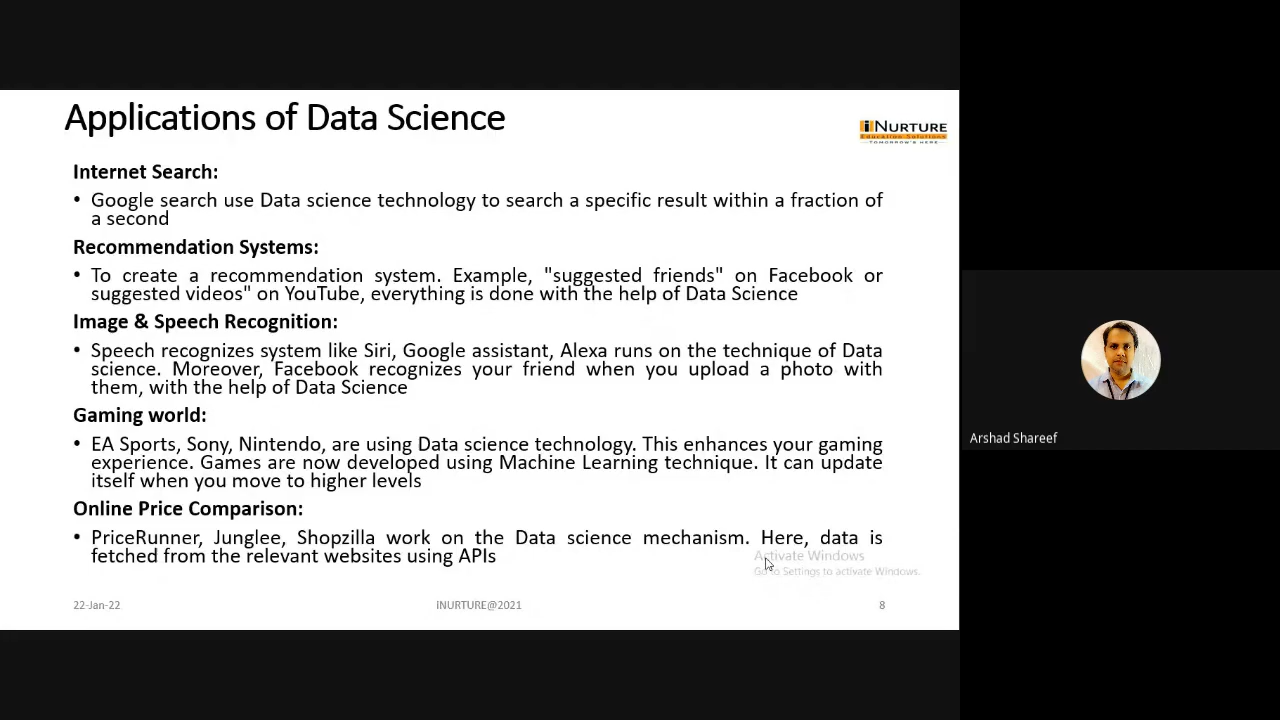 Applications of Data Science
iNURTURE
Education Solutions
TOMORROW'S HERE
Internet Search:
• Google search use Data science technology to search a specific result within a fraction of
a second
Recommendation Systems:
• To create a recommendation system. Example, "suggested friends" on Facebook or
suggested videos" on YouTube, everything is done with the help of Data Science
Image & Speech Recognition:
• Speech recognizes system like Siri, Google assistant, Alexa runs on the technique of Data
science. Moreover, Facebook recognizes your friend when you upload a photo with
them, with the help of Data Science
Gaming world:
• EA Sports, Sony, Nintendo, are using Data science technology. This enhances your gaming
experience. Games are now developed using Machine Learning technique. It can update
itself when you move to higher levels
Online Price Comparison:
• PriceRunner, Junglee, Shopzilla work on the Data science mechanism. Here, data is
fetched from the relevant websites using APIs
Activate Windows
Go to Settings to activate Windows.
22-Jan-22
INURTURE@2021
8
Arshad Shareef